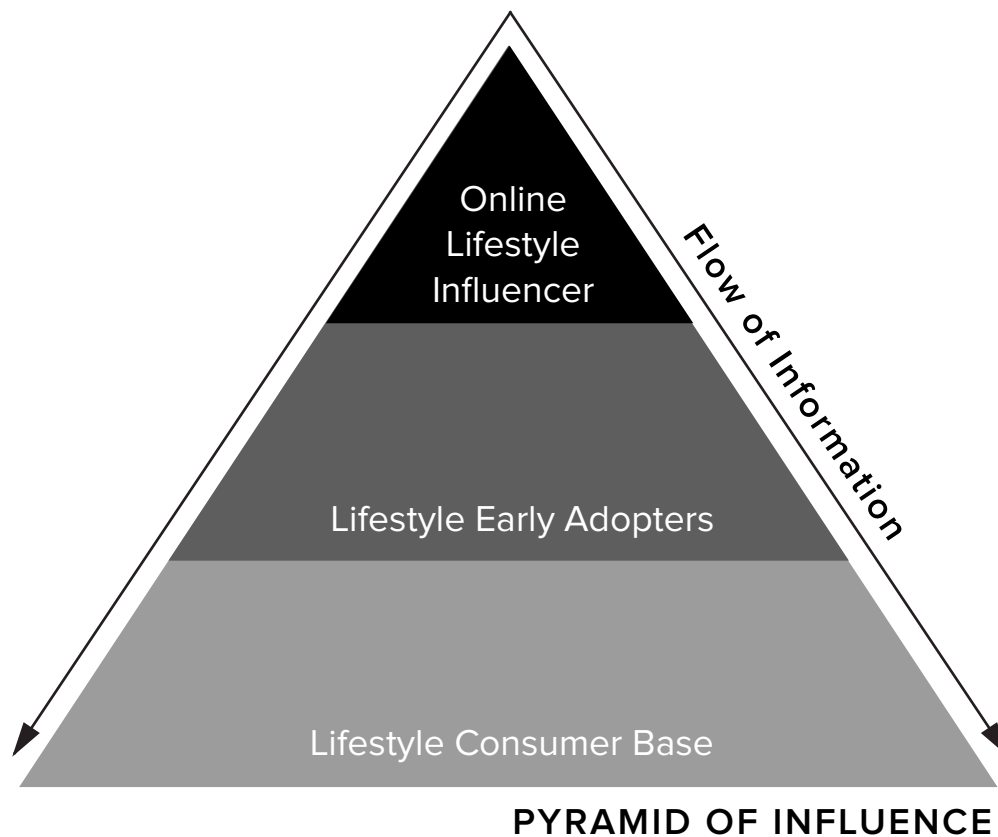 Online
Lifestyle
Influencer
Flow of Information
Lifestyle Early Adopters
Lifestyle Consumer Base
PYRAMID OF INFLUENCE